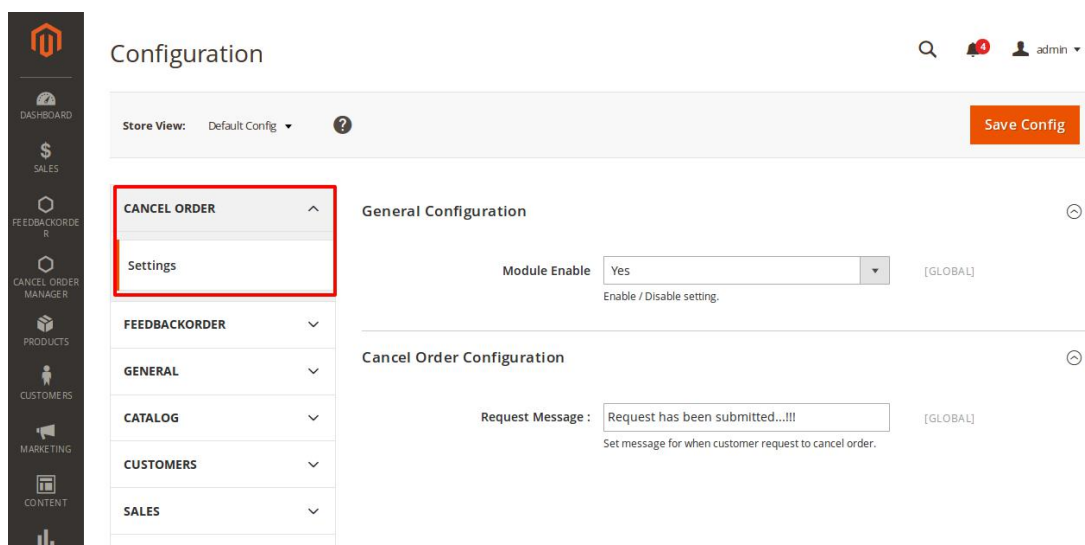 Configuration
4
admin
DASHBOARD
SALES
FEEDBACKORDE
R
CANCEL ORDER
MANAGER
PRODUCTS
CUSTOMERS
MARKETING
CONTENT
Store View: Default Config ?
Save Config
CANCEL ORDER
Settings
FEEDBACKORDER
GENERAL
CATALOG
CUSTOMERS
SALES
General Configuration
Module Enable Yes [GLOBAL]
Enable / Disable setting.
Cancel Order Configuration
Request Message : Request has been submitted...!!! [GLOBAL]
Set message for when customer request to cancel order.